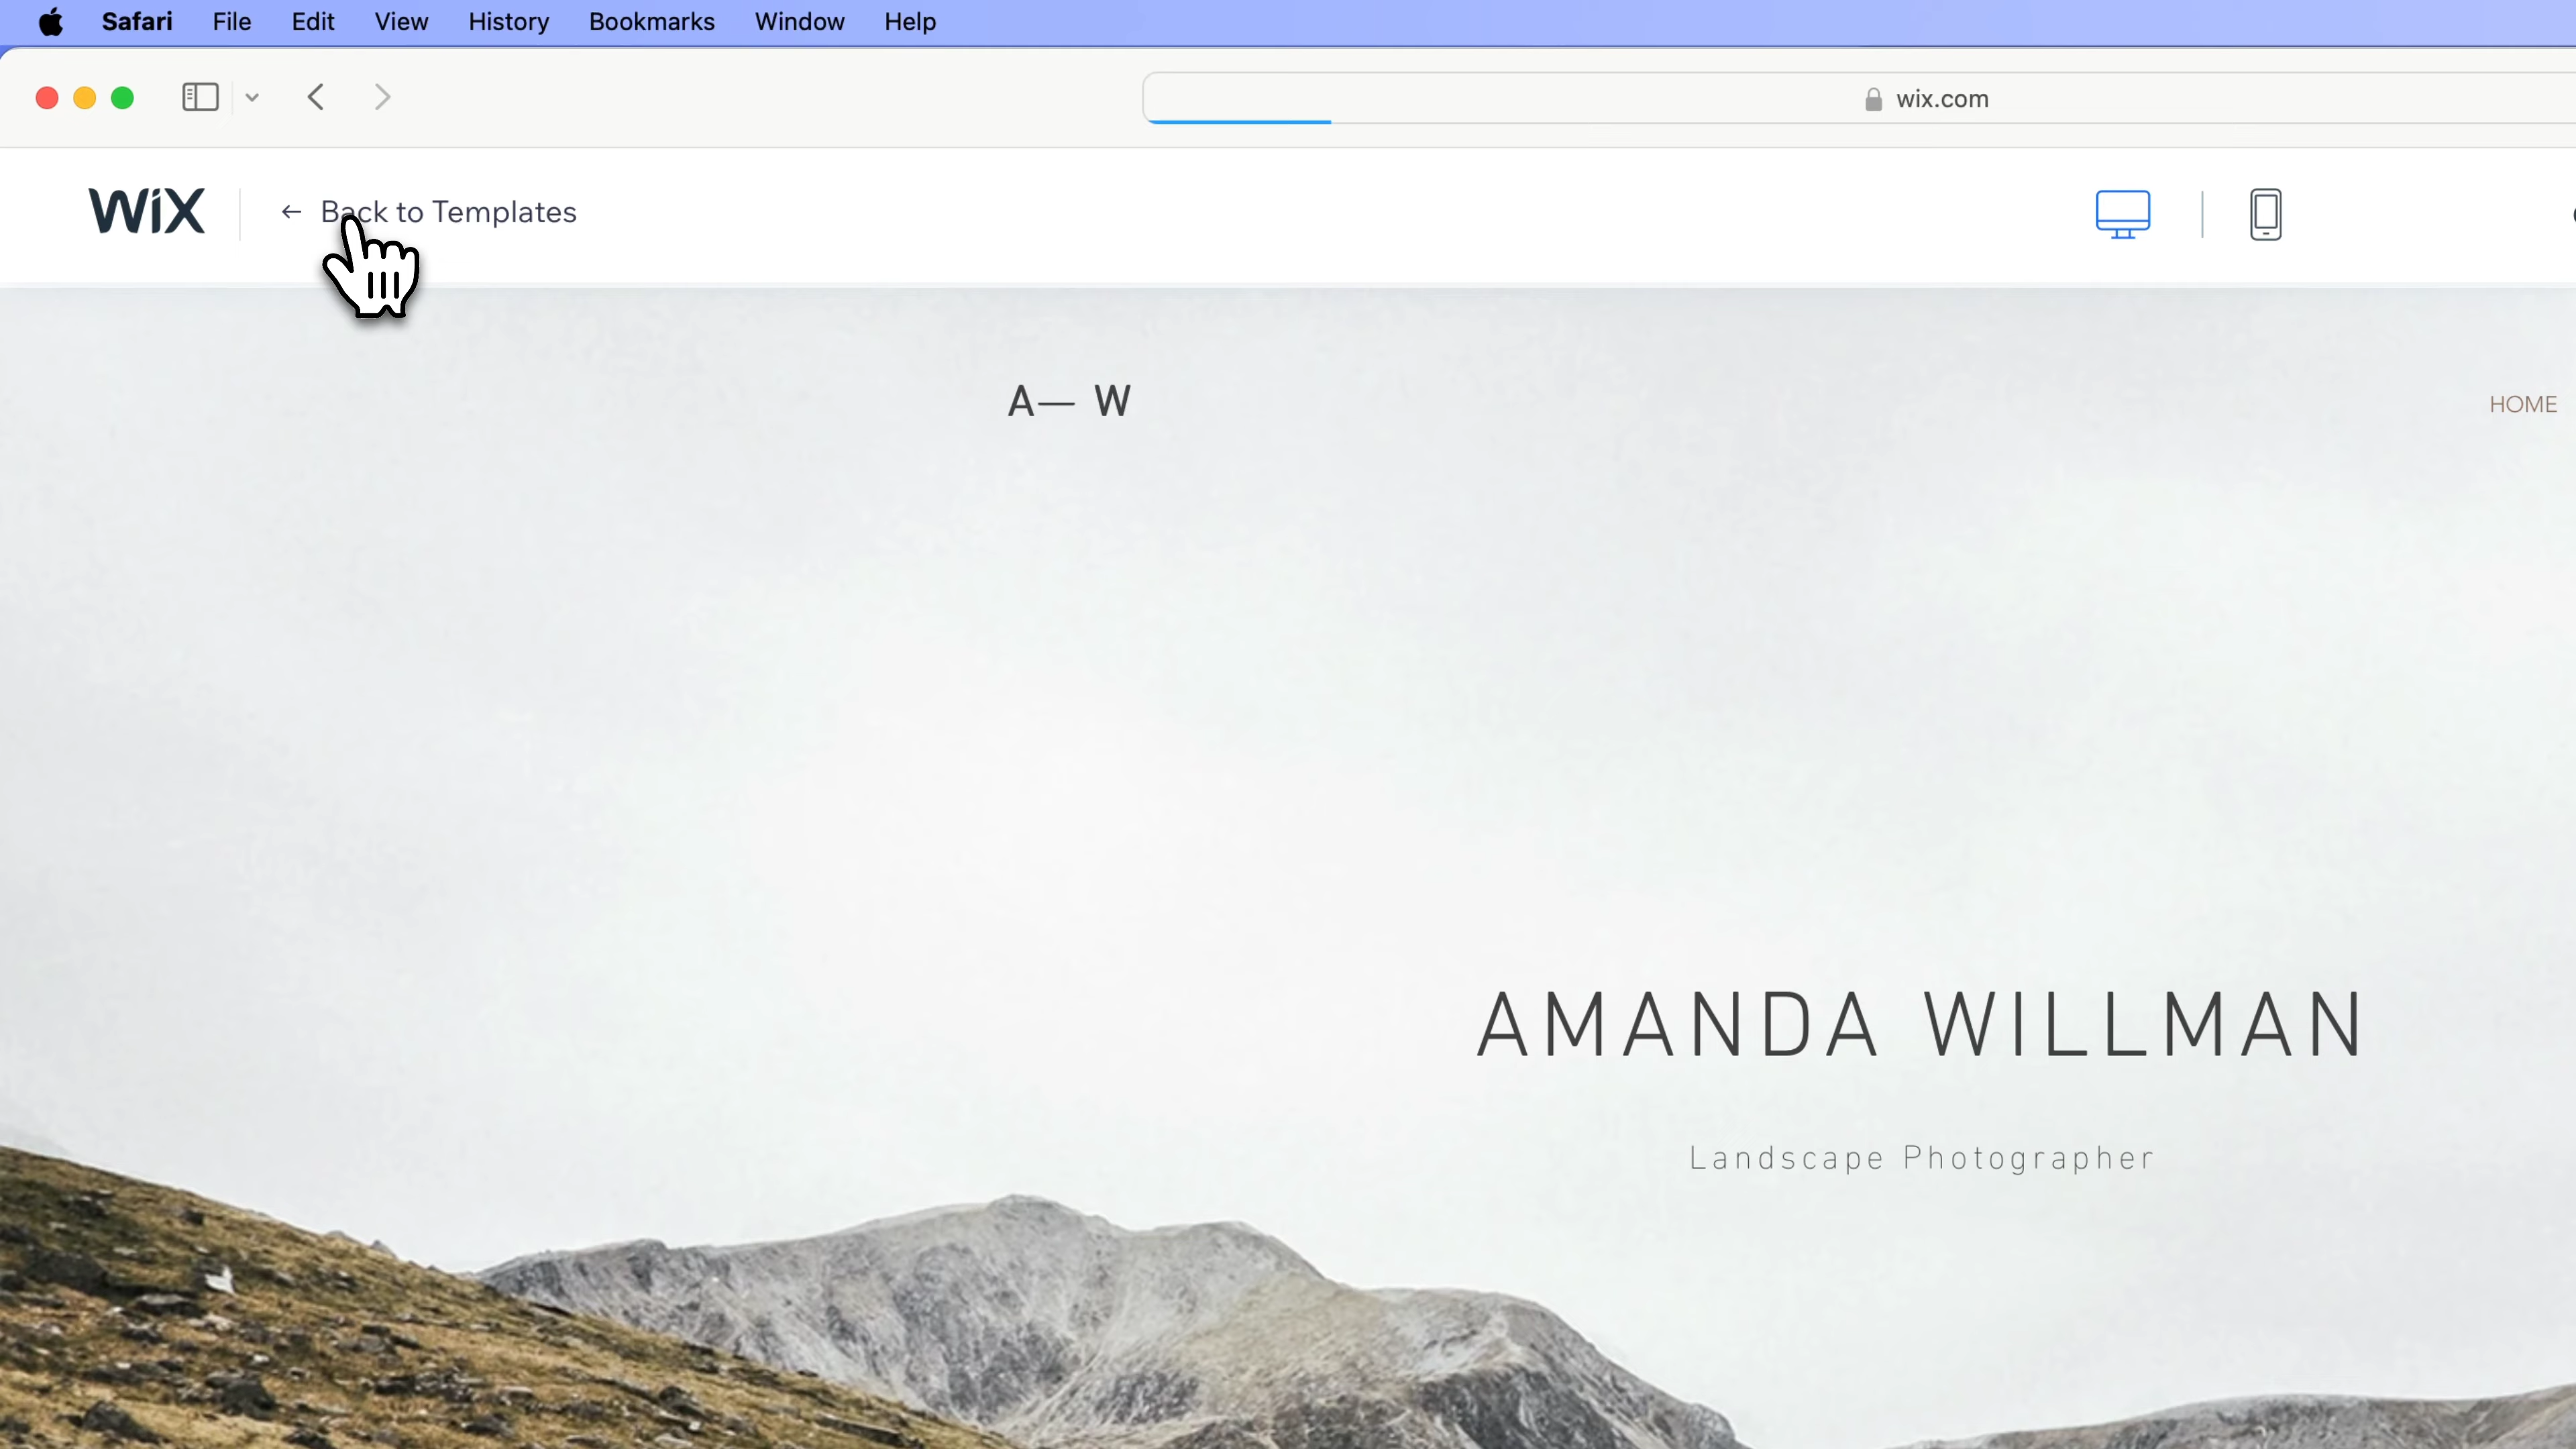 Safari File Edit View History Bookmarks Window Help
wix.com
WiX ← Back to Templates
A— W
HOME
AMANDA WILLMAN
Landscape Photographer